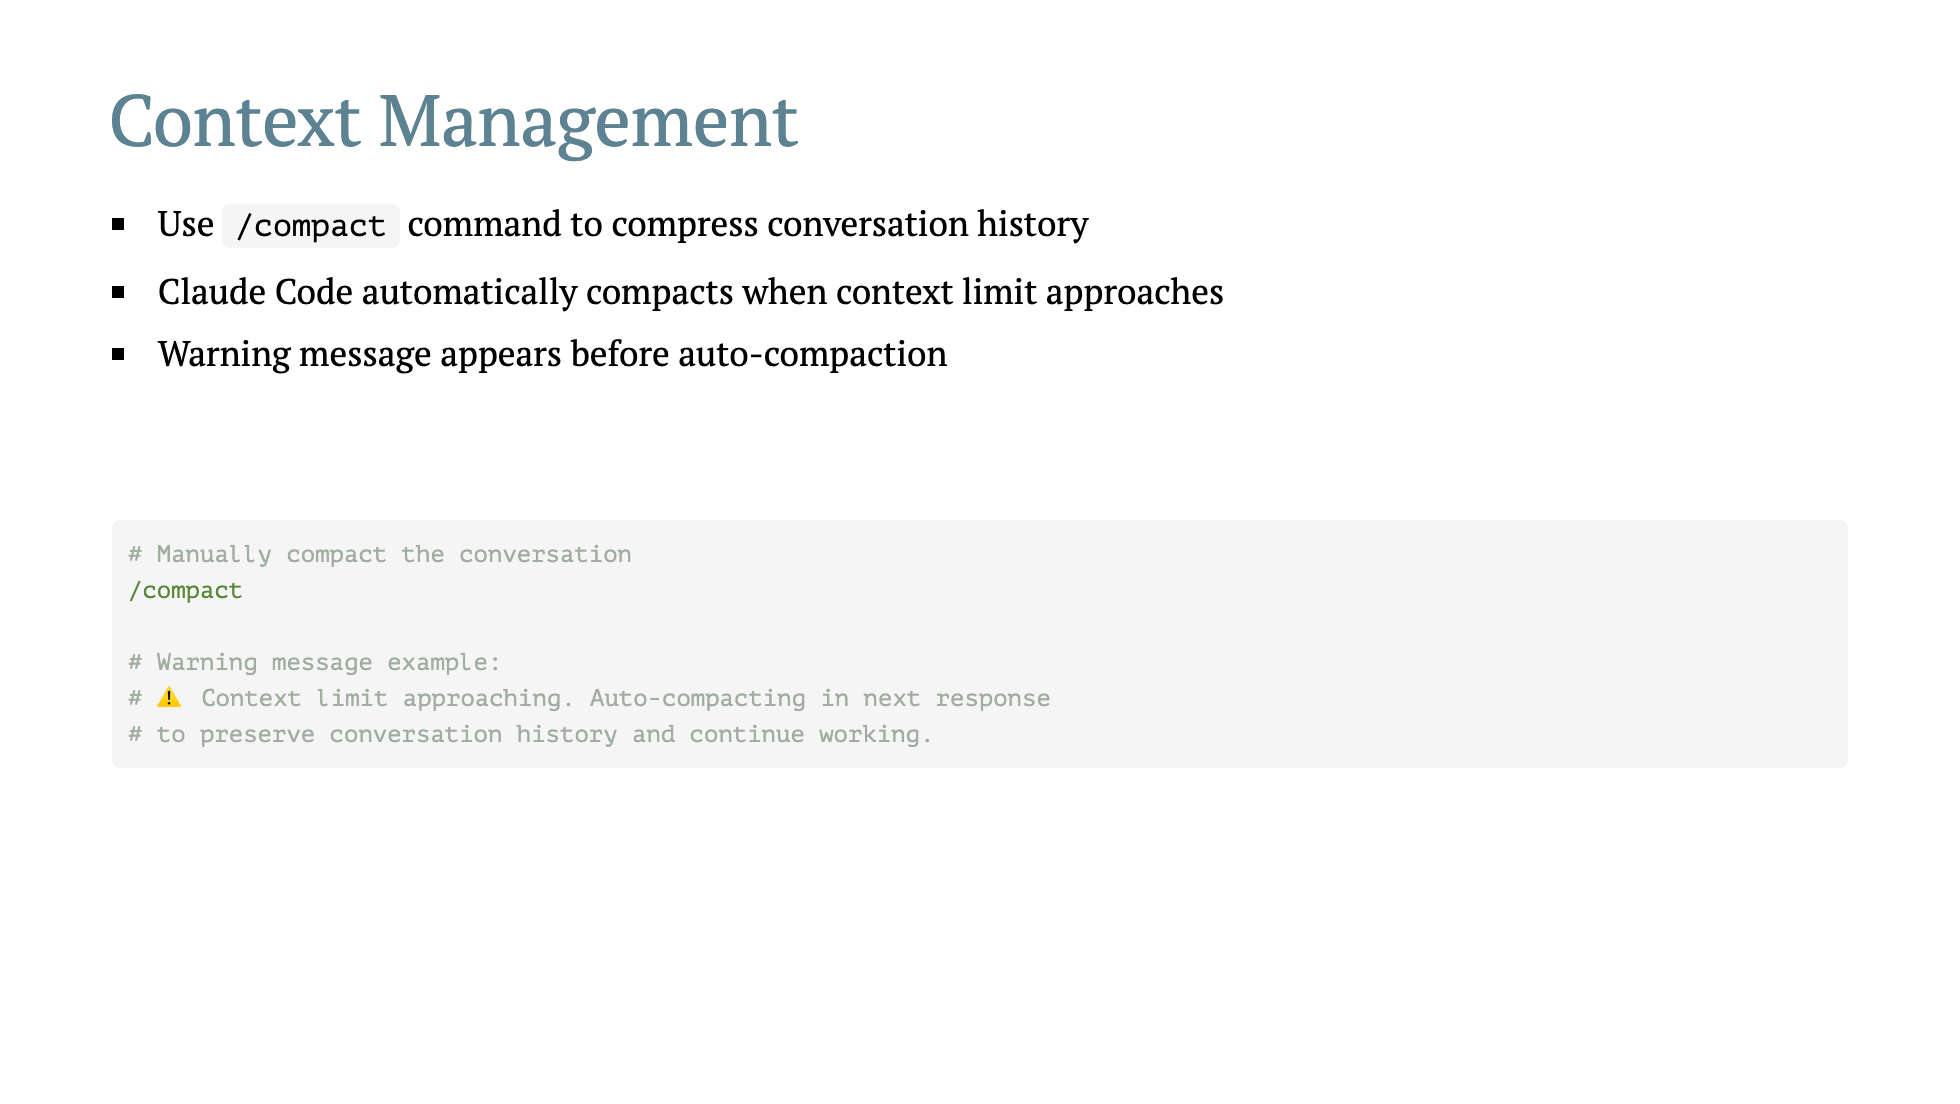 Context Management
▪ Use /compact command to compress conversation history
▪ Claude Code automatically compacts when context limit approaches
▪ Warning message appears before auto-compaction
# Manually compact the conversation
/compact
# Warning message example:
# ⚠️ Context limit approaching. Auto-compacting in next response
# to preserve conversation history and continue working.